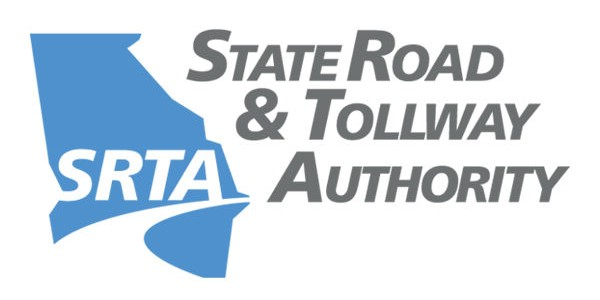 SRTA
STATE ROAD
& TOLLWAY
AUTHORITY